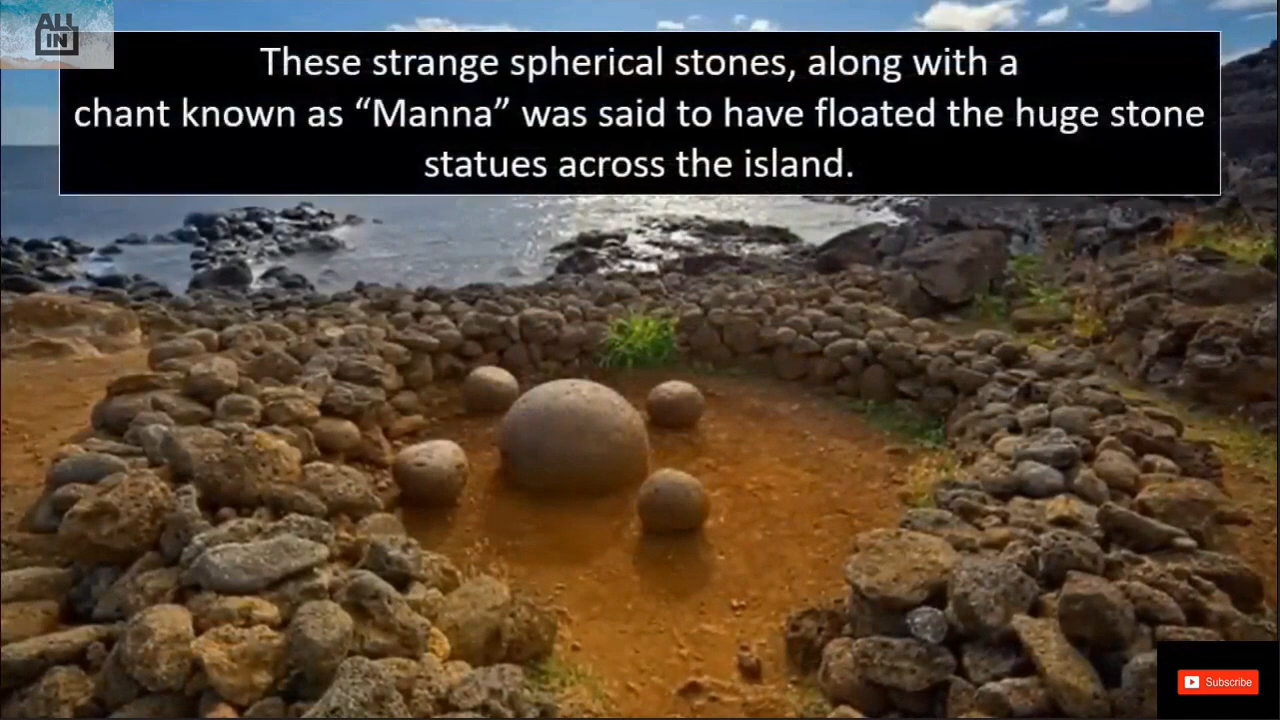 ALL
IN
These strange spherical stones, along with a
chant known as “Manna” was said to have floated the huge stone
statues across the island.
Subscribe